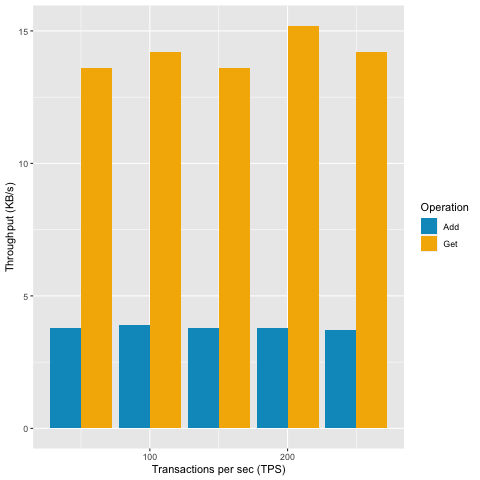 15
10
5
0
Throughput (KB/s)
100
200
Transactions per sec (TPS)
Operation
Add
Get